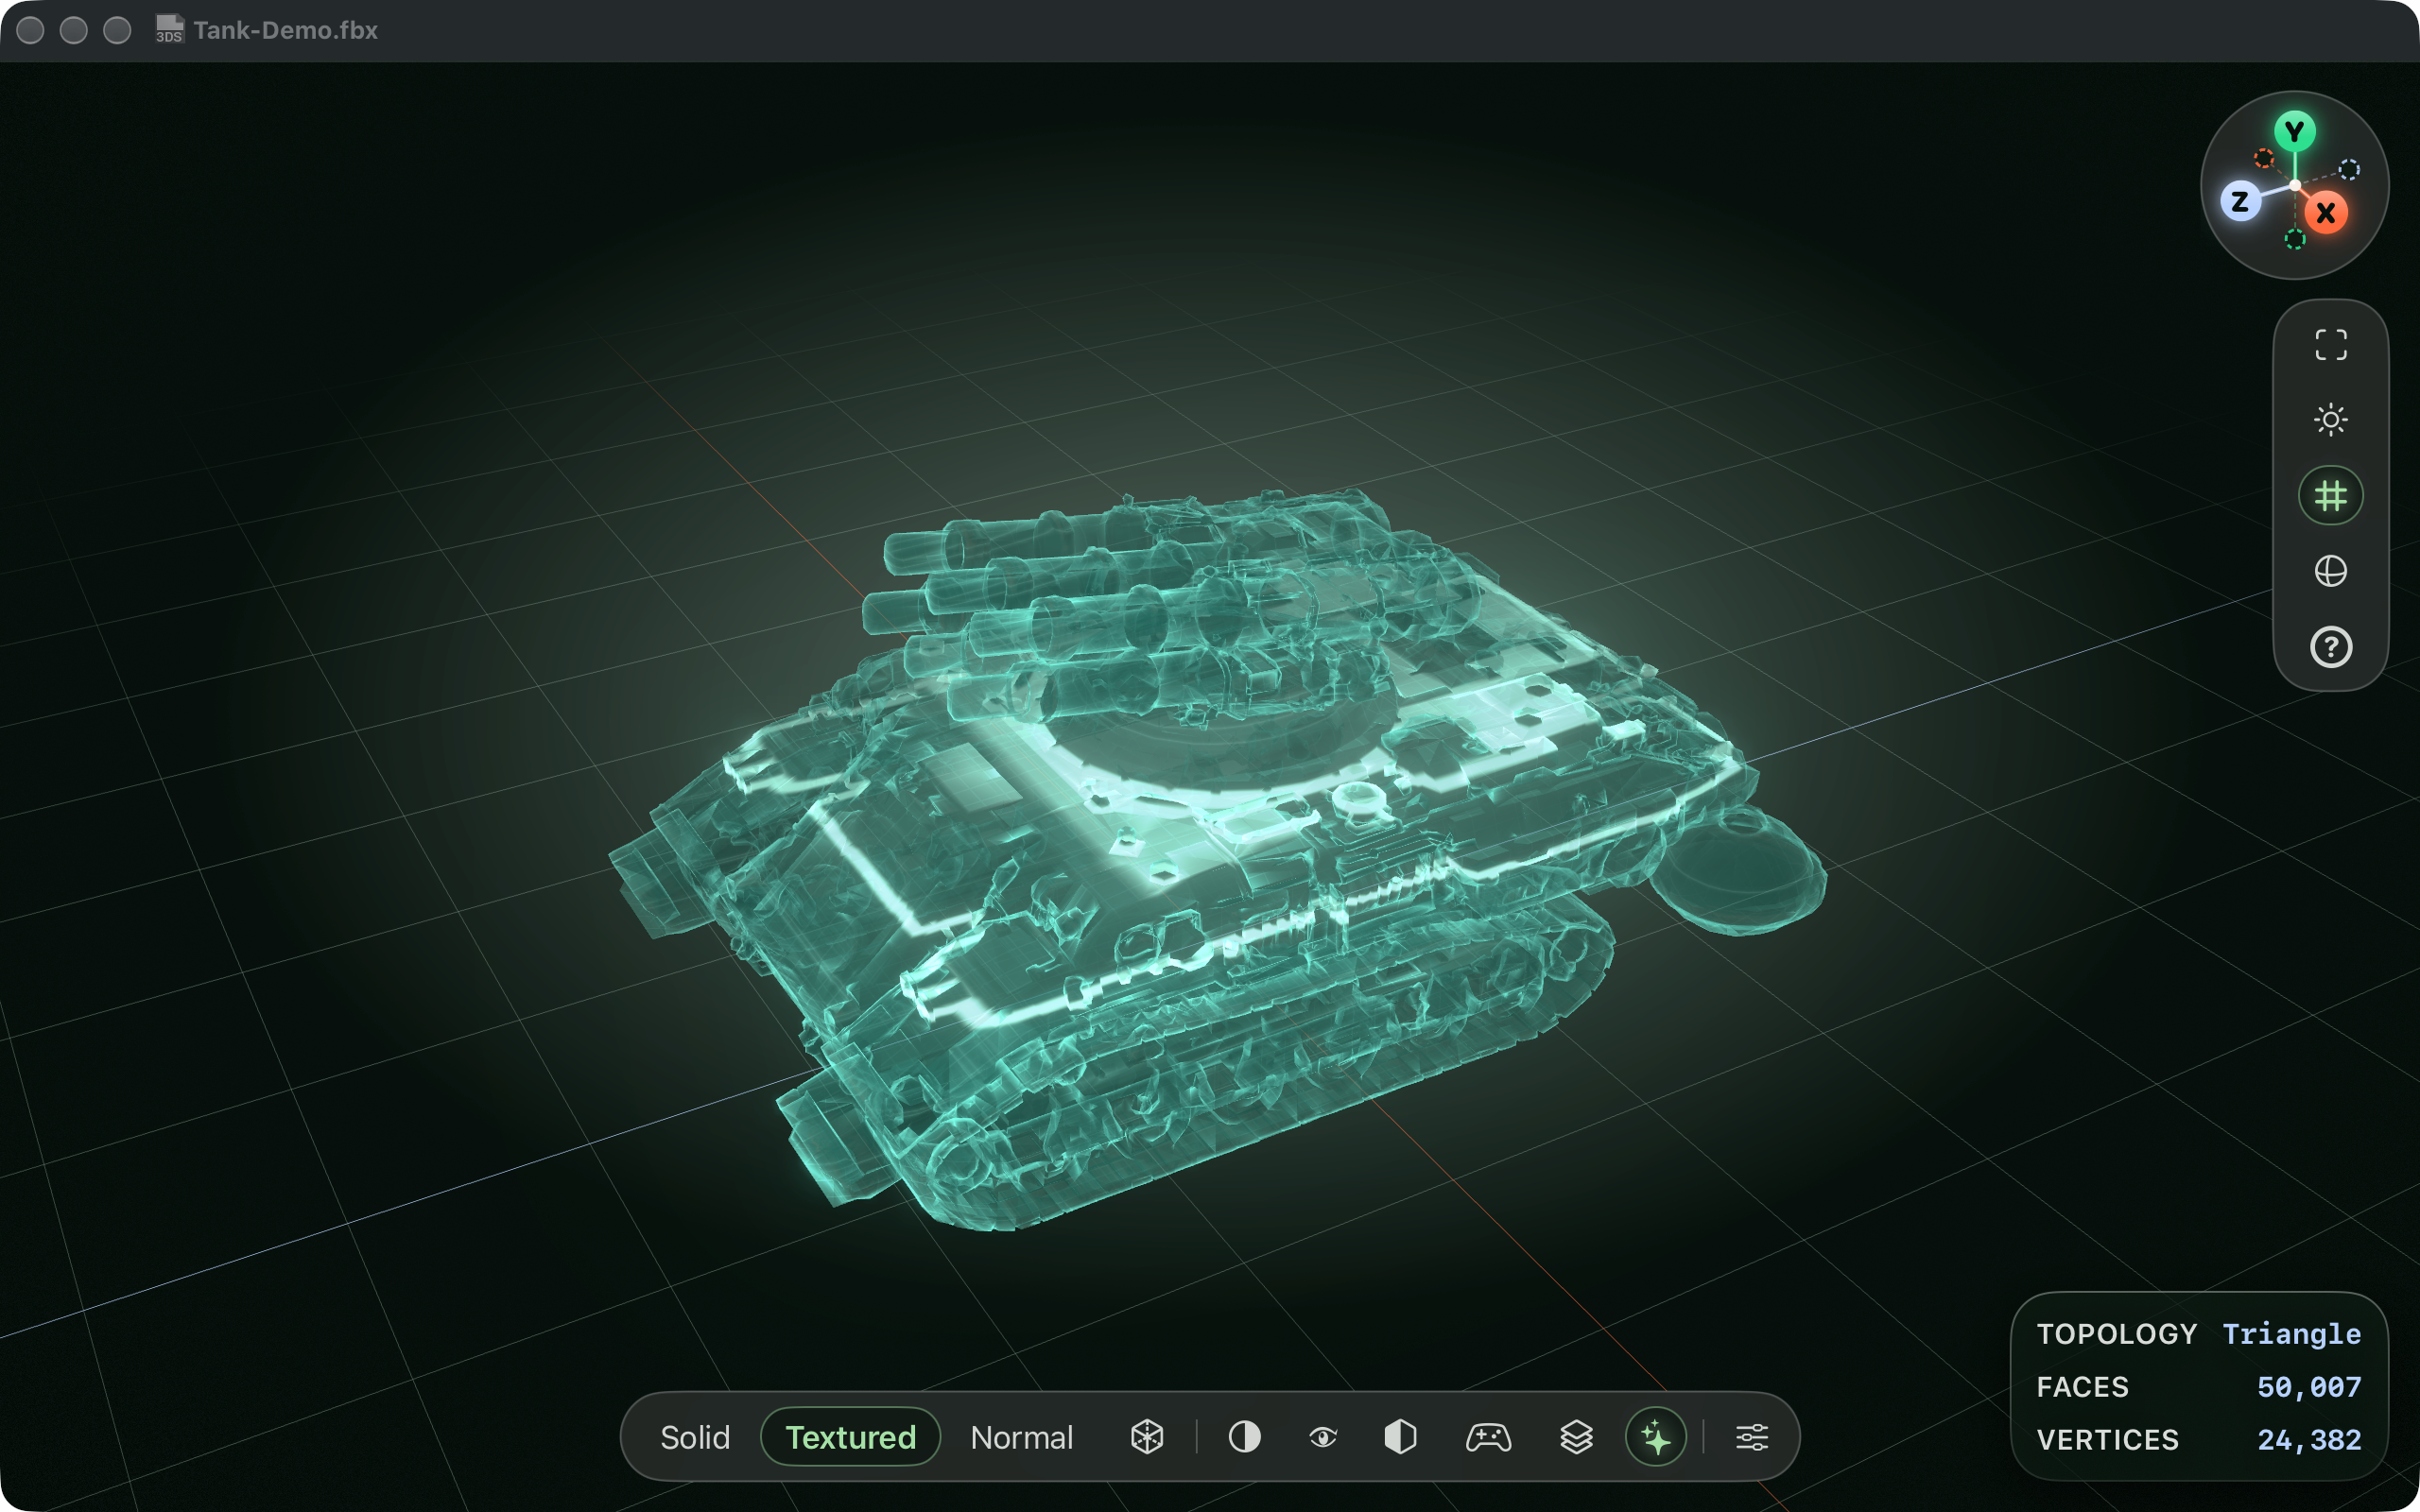 3DS Tank-Demo.fbx
Y
Z
X
?
TOPOLOGY Triangle
FACES 50,007
VERTICES 24,382
Solid Textured Normal